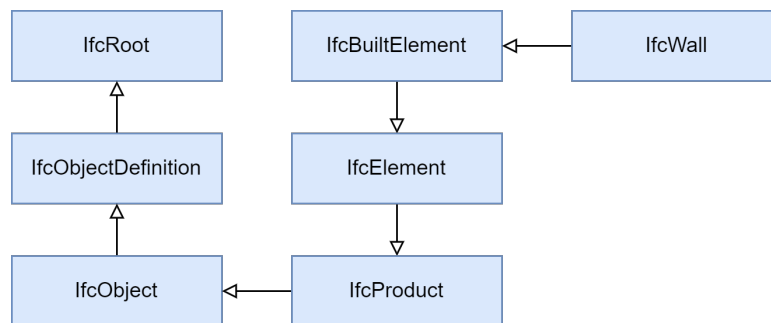 IfcRoot
IfcBuiltElement
IfcWall
IfcObjectDefinition
IfcElement
IfcObject
IfcProduct